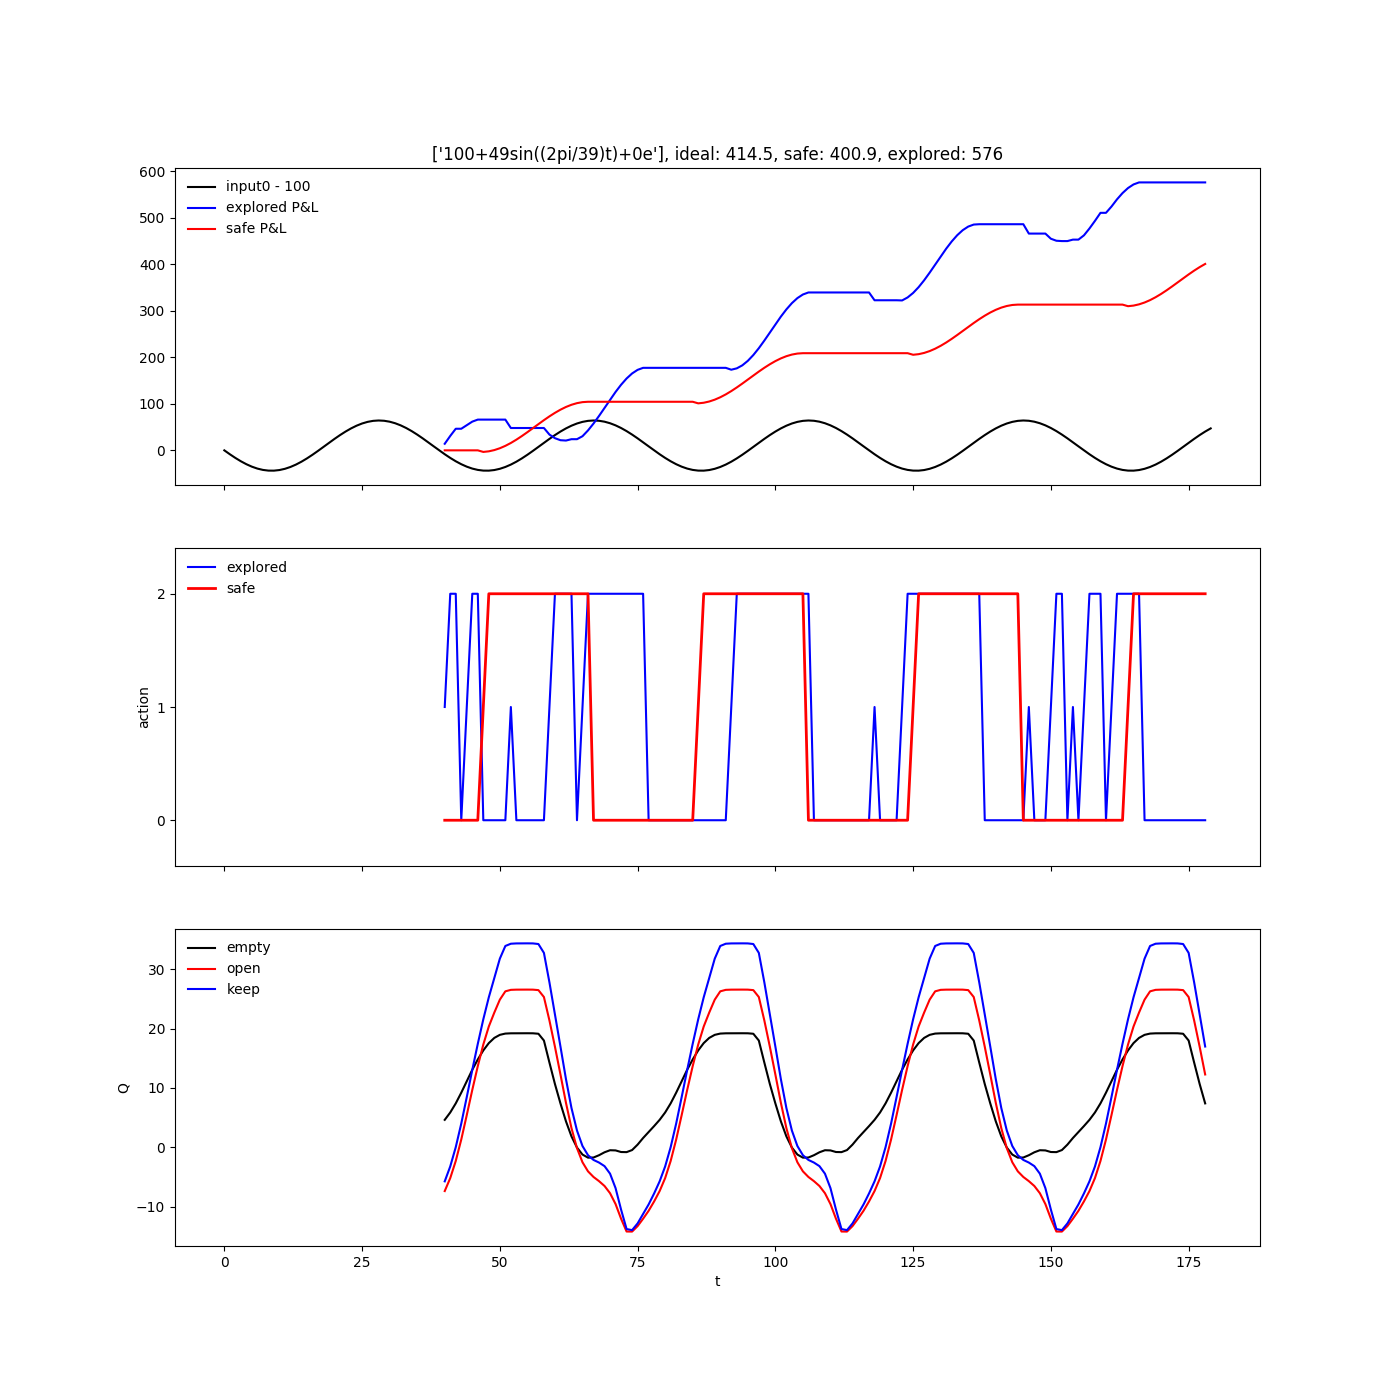 ['100+49sin((2pi/39)t)+0e'], ideal: 414.5, safe: 400.9, explored: 576
600
500
400
300
200
100
0
input0 - 100
explored P&L
safe P&L
action
2
1
0
explored
safe
Q
30
20
10
0
−10
empty
open
keep
0 25 50 75 100 125 150 175
t